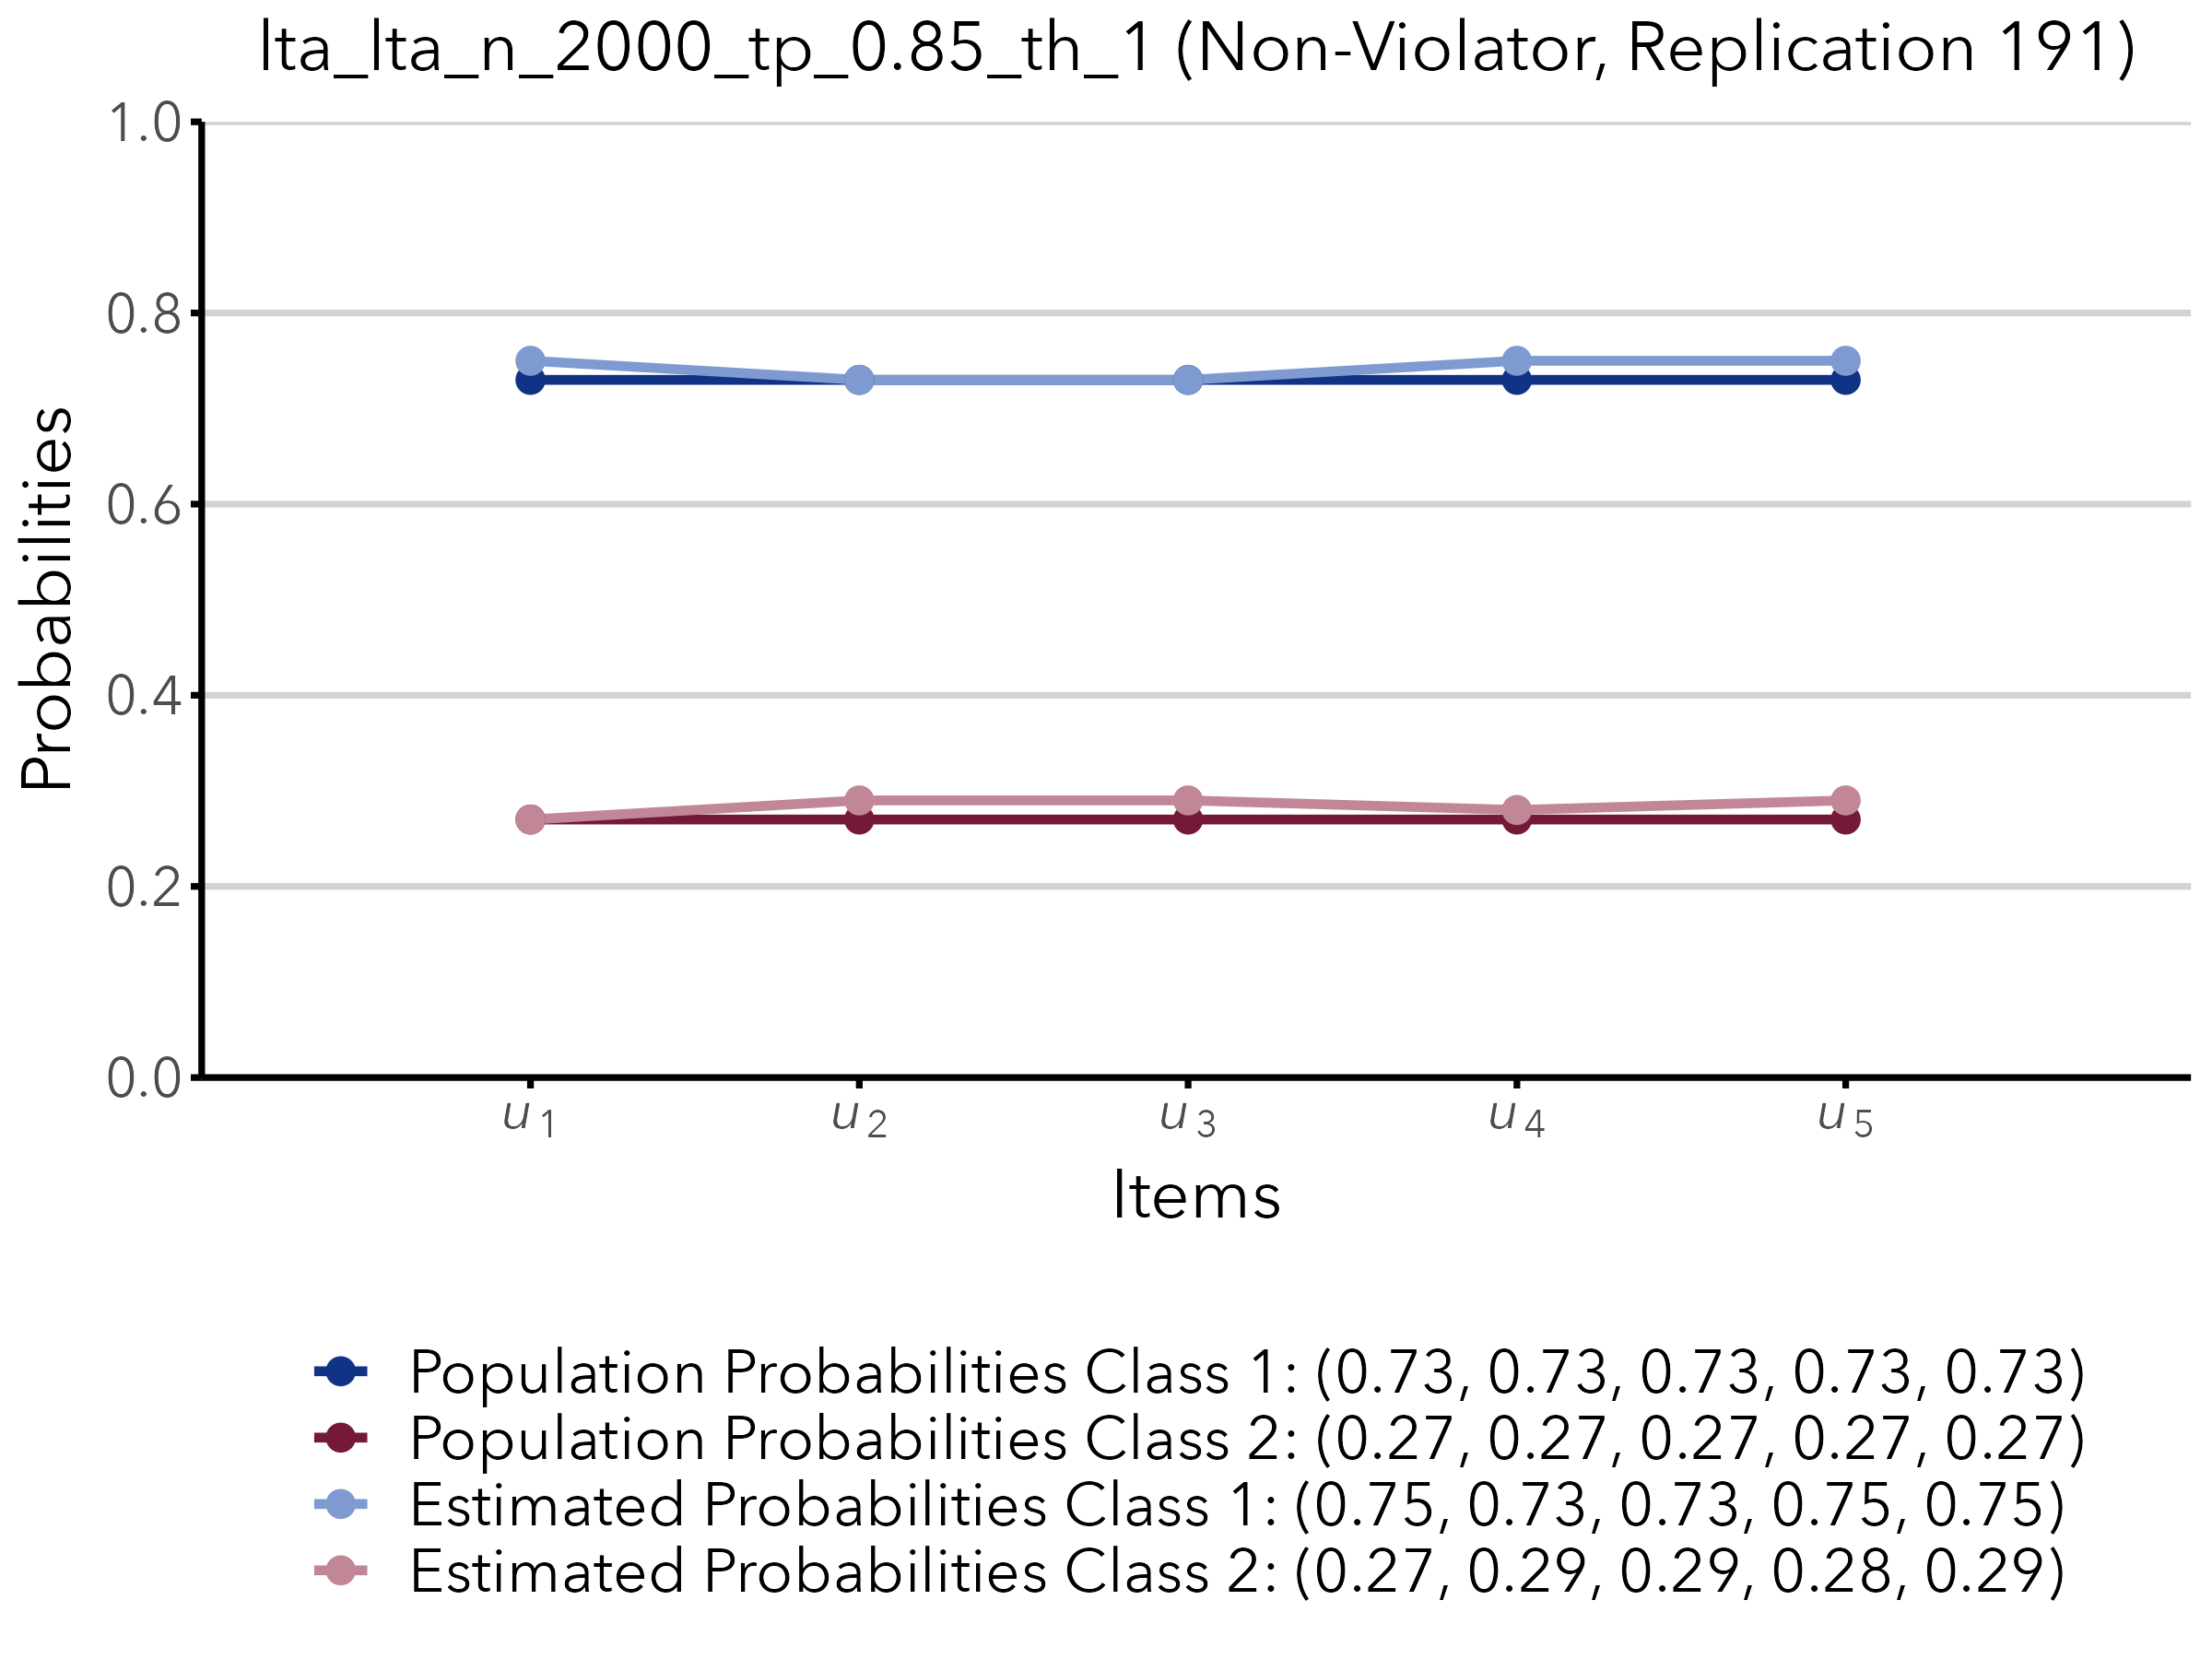 lta_lta_n_2000_tp_0.85_th_1 (Non-Violator, Replication 191)
1.0
0.8
0.6
0.4
0.2
0.0
Probabilities
u1
u2
u3
u4
u5
Items
Population Probabilities Class 1: (0.73, 0.73, 0.73, 0.73, 0.73)
Population Probabilities Class 2: (0.27, 0.27, 0.27, 0.27, 0.27)
Estimated Probabilities Class 1: (0.75, 0.73, 0.73, 0.75, 0.75)
Estimated Probabilities Class 2: (0.27, 0.29, 0.29, 0.28, 0.29)